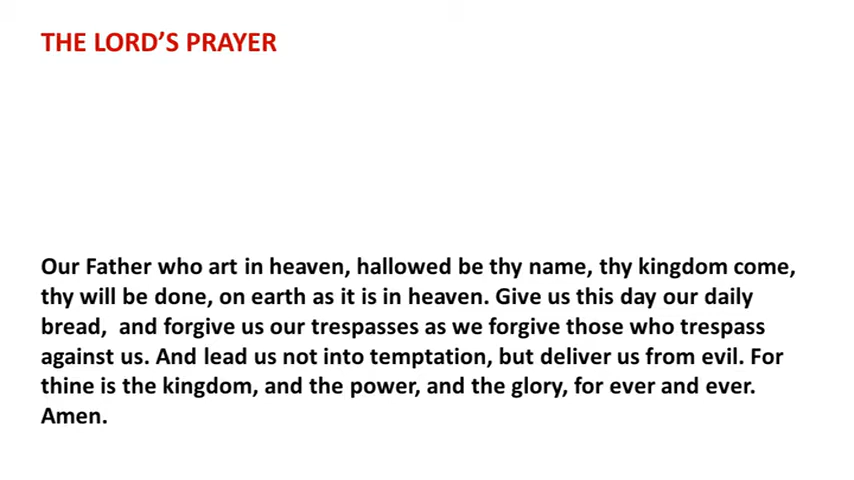 THE LORD’S PRAYER
Our Father who art in heaven, hallowed be thy name, thy kingdom come,
thy will be done, on earth as it is in heaven. Give us this day our daily
bread,  and forgive us our trespasses as we forgive those who trespass
against us. And lead us not into temptation, but deliver us from evil. For
thine is the kingdom, and the power, and the glory, for ever and ever.
Amen.